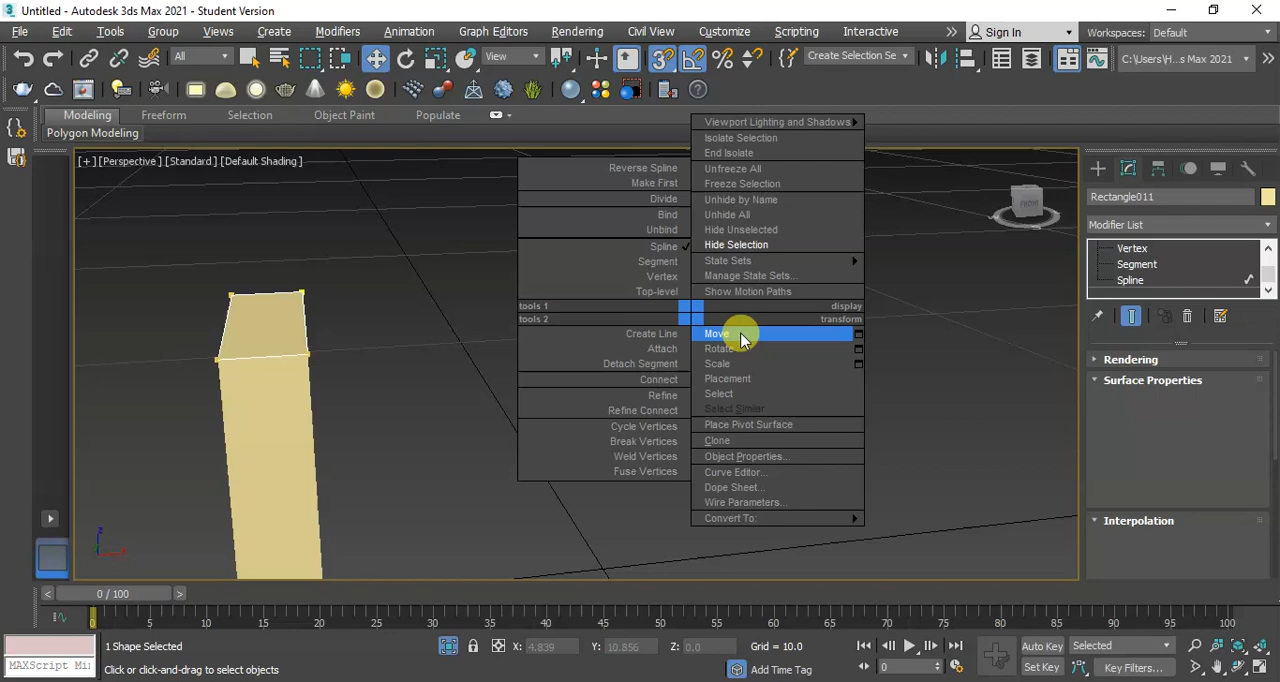 Untitled - Autodesk 3ds Max 2021 - Student Version
File Edit Tools Group Views Create Modifiers Animation Graph Editors Rendering Civil View Customize Scripting Interactive Sign In Workspaces: Default
All View Create Selection Se C:\Users\H...s Max 2021
Modeling Freeform Selection Object Paint Populate
Polygon Modeling
[+] [Perspective] [Standard] [Default Shading]
Viewport Lighting and Shadows
Isolate Selection
End Isolate
Unfreeze All
Freeze Selection
Unhide by Name
Unhide All
Hide Unselected
Hide Selection
State Sets
Manage State Sets...
Show Motion Paths
display
transform
Move
Rotate
Scale
Placement
Select
Select Similar
Place Pivot Surface
Clone
Object Properties...
Curve Editor...
Dope Sheet...
Wire Parameters...
Convert To:
Reverse Spline
Make First
Divide
Bind
Unbind
Spline
Segment
Vertex
Top-level
tools 1
tools 2
Create Line
Attach
Detach Segment
Connect
Refine
Refine Connect
Cycle Vertices
Break Vertices
Weld Vertices
Fuse Vertices
Rectangle011
Modifier List
Vertex
Segment
Spline
Rendering
Surface Properties
Interpolation
z
0 / 100
0 5 10 15 20 25 30 35 40 45 50 55 60 65 70 75 80 85 90 95 100
1 Shape Selected X: 4.839 Y: 10.856 Z: 0.0 Grid = 10.0 Auto Key Selected
MAXScript Mi: Click or click-and-drag to select objects Add Time Tag 0 Set Key Key Filters...